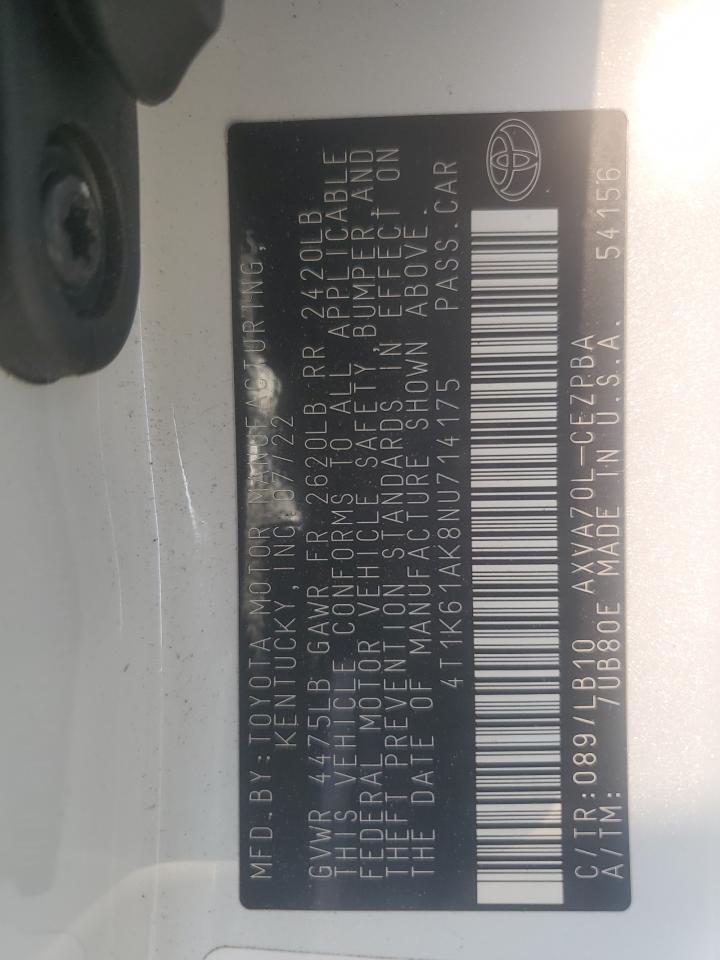 MFD.BY:TOYOTA MOTOR MANUFACTURING,
KENTUCKY,INC.07/22
GVWR 4475LB GAWR FR 2620LB RR 2420LB
THIS VEHICLE CONFORMS TO ALL APPLICABLE
FEDERAL MOTOR VEHICLE SAFETY, BUMPER,AND
THEFT PREVENTION STANDARDS IN EFFECT ON
THE DATE OF MANUFACTURE SHOWN ABOVE.
4T1K61AK8NU714175 PASS.CAR
C/TR:089/LB10 AXVA70L-CEZPBA
A/TM: 7UB80E MADE IN U.S.A. 54156